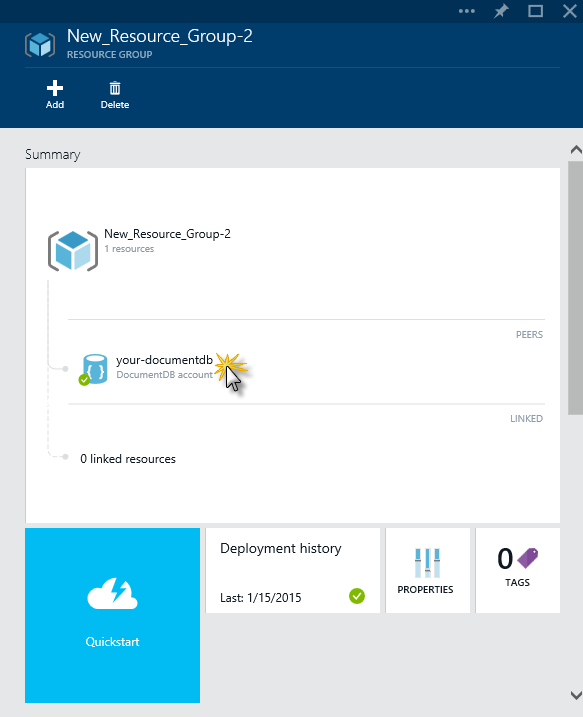 New_Resource_Group-2
RESOURCE GROUP
Add
Delete
Summary
New_Resource_Group-2
1 resources
PEERS
your-documentdb
DocumentDB account
LINKED
0 linked resources
Quickstart
Deployment history
Last: 1/15/2015
PROPERTIES
0
TAGS